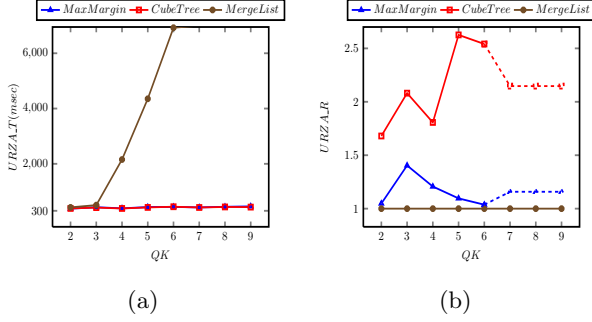 MaxMargin CubeTree MergeList
URZA_T(msec)
6,000
4,000
2,000
300
2 3 4 5 6 7 8 9
QK
(a)
MaxMargin CubeTree MergeList
URZA_R
2.5
2
1.5
1
2 3 4 5 6 7 8 9
QK
(b)